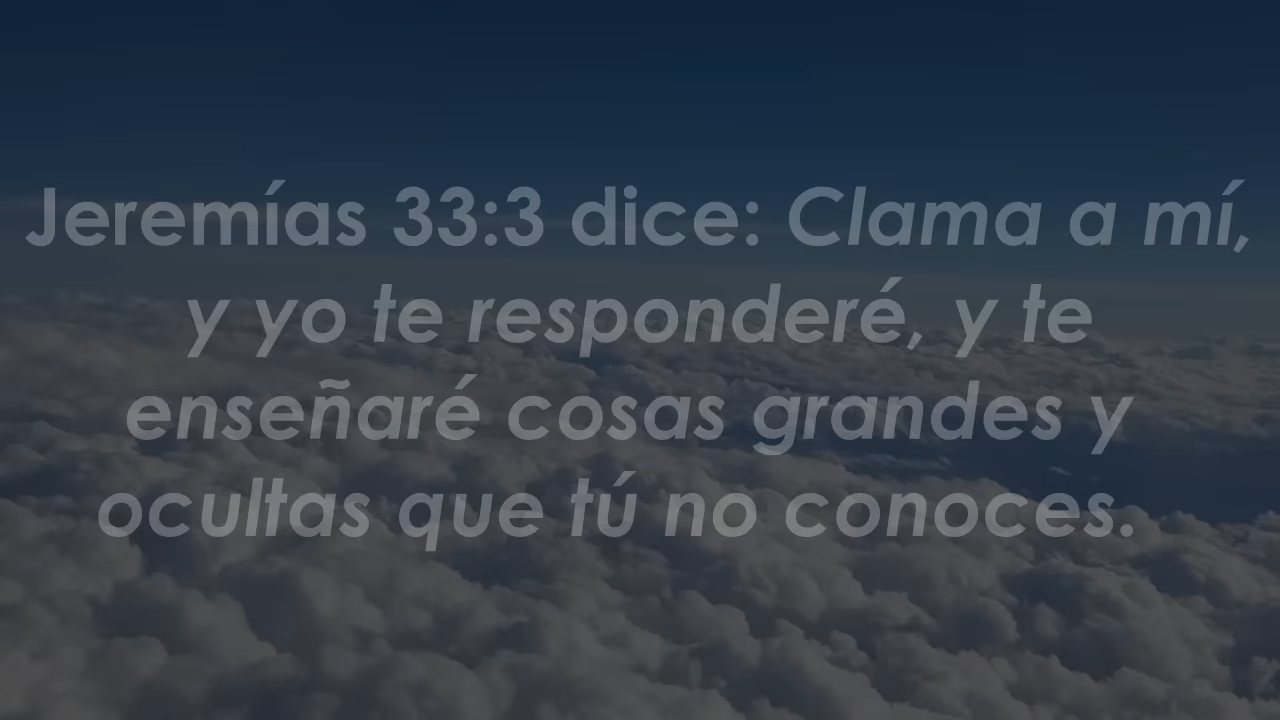 Jeremías 33:3 dice: Clama a mí,
y yo te responderé, y te
enseñaré cosas grandes y
ocultas que tú no conoces.